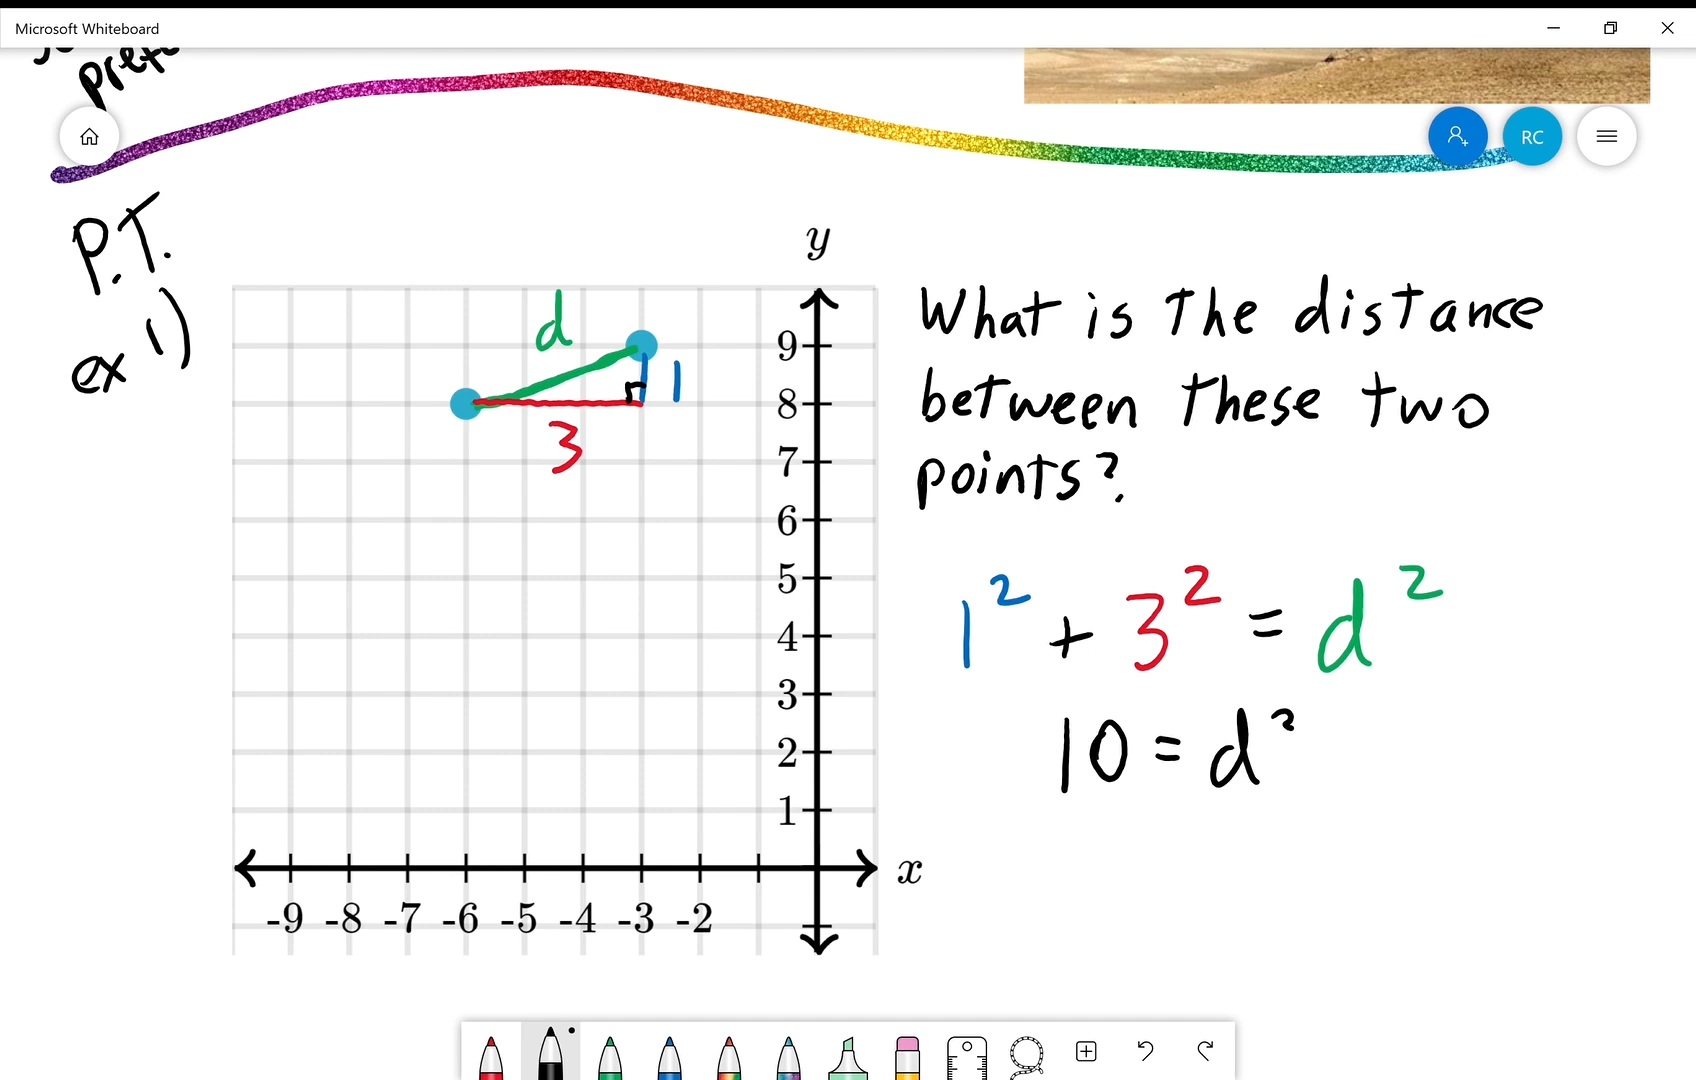 Microsoft Whiteboard
RC
P.T.
ex 1)
y
What is the distance
between these two
points?
d
1
3
9
8
7
6
5
4
3
2
1
x
-9 -8 -7 -6 -5 -4 -3 -2
1² + 3² = d²
10 = d²